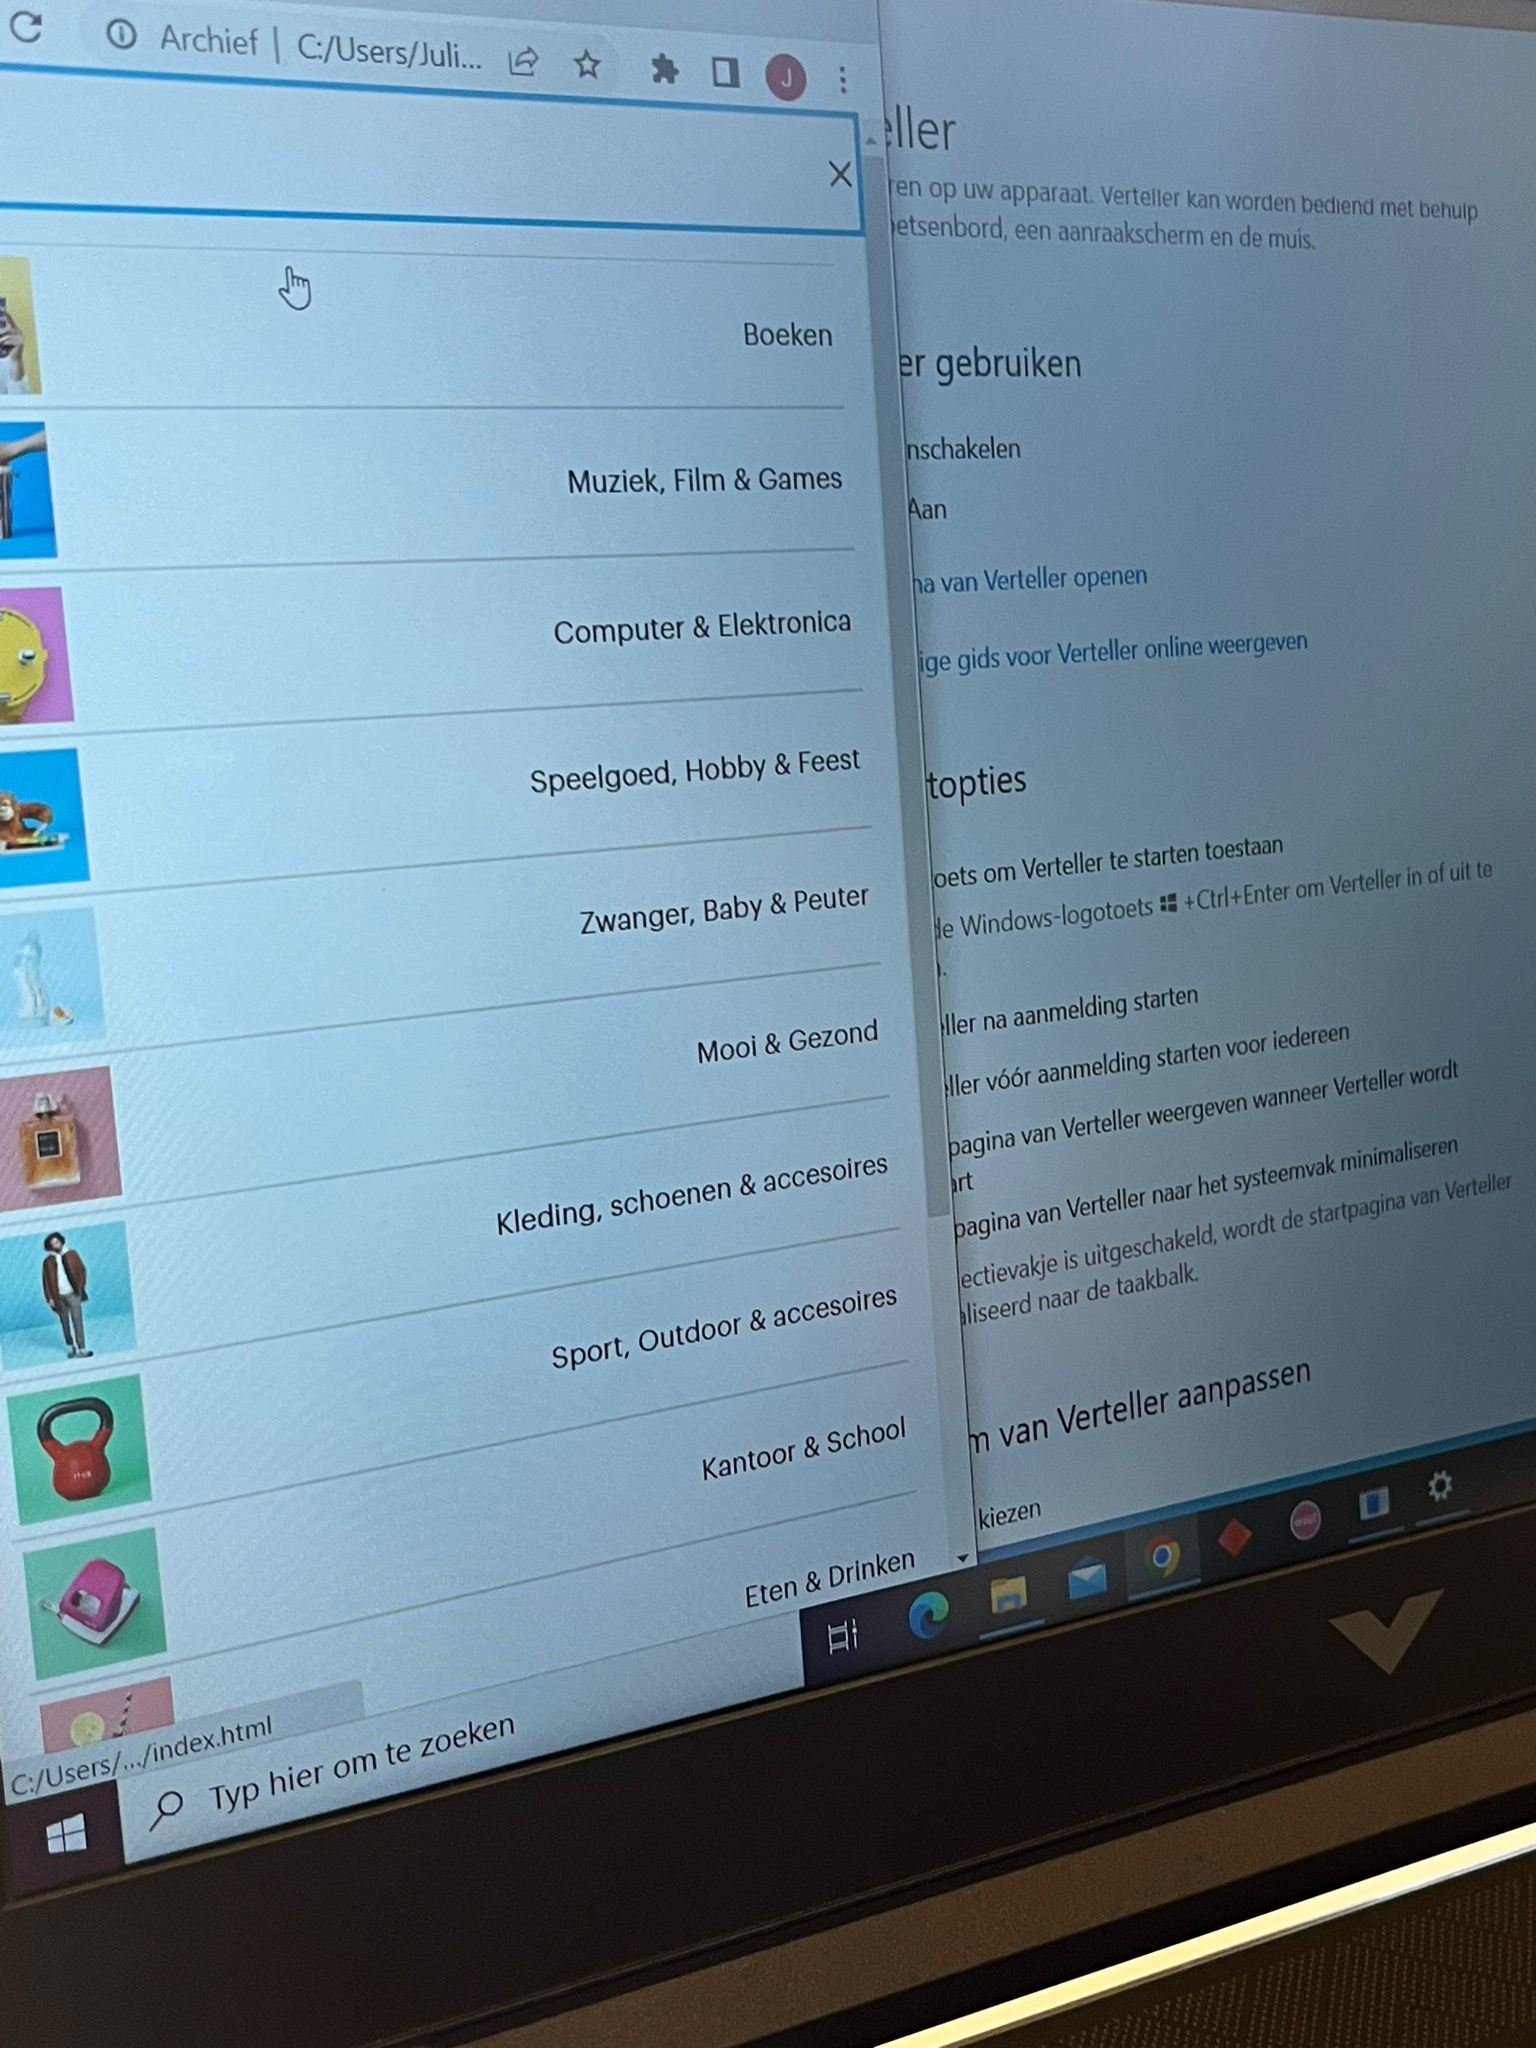 Archief | C:/Users/Juli...
J
Boeken
Muziek, Film & Games
Computer & Elektronica
Speelgoed, Hobby & Feest
Zwanger, Baby & Peuter
Mooi & Gezond
Kleding, schoenen & accesoires
Sport, Outdoor & accesoires
Kantoor & School
Eten & Drinken
C:/Users/.../index.html
Typ hier om te zoeken
eller
ren op uw apparaat. Verteller kan worden bediend met behulp
etsenbord, een aanraakscherm en de muis.
er gebruiken
nschakelen
Aan
na van Verteller openen
ige gids voor Verteller online weergeven
topties
oets om Verteller te starten toestaan
de Windows-logotoets +Ctrl+Enter om Verteller in of uit te
ller na aanmelding starten
ller vóór aanmelding starten voor iedereen
pagina van Verteller weergeven wanneer Verteller wordt
art
pagina van Verteller naar het systeemvak minimaliseren
ectievakje is uitgeschakeld, wordt de startpagina van Verteller
aliseerd naar de taakbalk.
m van Verteller aanpassen
kiezen